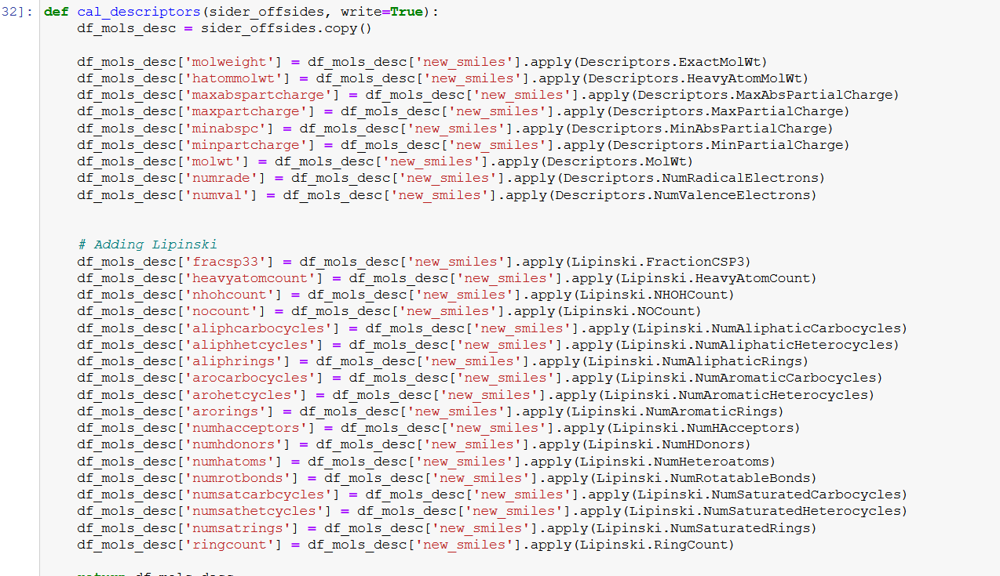 32]: def cal_descriptors(sider_offsides, write=True):
    df_mols_desc = sider_offsides.copy()
    df_mols_desc['molweight'] = df_mols_desc['new_smiles'].apply(Descriptors.ExactMolWt)
    df_mols_desc['hatommolwt'] = df_mols_desc['new_smiles'].apply(Descriptors.HeavyAtomMolWt)
    df_mols_desc['maxabspartcharge'] = df_mols_desc['new_smiles'].apply(Descriptors.MaxAbsPartialCharge)
    df_mols_desc['maxpartcharge'] = df_mols_desc['new_smiles'].apply(Descriptors.MaxPartialCharge)
    df_mols_desc['minabspc'] = df_mols_desc['new_smiles'].apply(Descriptors.MinAbsPartialCharge)
    df_mols_desc['minpartcharge'] = df_mols_desc['new_smiles'].apply(Descriptors.MinPartialCharge)
    df_mols_desc['molwt'] = df_mols_desc['new_smiles'].apply(Descriptors.MolWt)
    df_mols_desc['numrade'] = df_mols_desc['new_smiles'].apply(Descriptors.NumRadicalElectrons)
    df_mols_desc['numval'] = df_mols_desc['new_smiles'].apply(Descriptors.NumValenceElectrons)
    # Adding Lipinski
    df_mols_desc['fracsp33'] = df_mols_desc['new_smiles'].apply(Lipinski.FractionCSP3)
    df_mols_desc['heavyatomcount'] = df_mols_desc['new_smiles'].apply(Lipinski.HeavyAtomCount)
    df_mols_desc['nhohcount'] = df_mols_desc['new_smiles'].apply(Lipinski.NHOHCount)
    df_mols_desc['nocount'] = df_mols_desc['new_smiles'].apply(Lipinski.NOCount)
    df_mols_desc['aliphcarbocycles'] = df_mols_desc['new_smiles'].apply(Lipinski.NumAliphaticCarbocycles)
    df_mols_desc['aliphhetcycles'] = df_mols_desc['new_smiles'].apply(Lipinski.NumAliphaticHeterocycles)
    df_mols_desc['aliphrings'] = df_mols_desc['new_smiles'].apply(Lipinski.NumAliphaticRings)
    df_mols_desc['arocarbocycles'] = df_mols_desc['new_smiles'].apply(Lipinski.NumAromaticCarbocycles)
    df_mols_desc['arohetcycles'] = df_mols_desc['new_smiles'].apply(Lipinski.NumAromaticHeterocycles)
    df_mols_desc['arorings'] = df_mols_desc['new_smiles'].apply(Lipinski.NumAromaticRings)
    df_mols_desc['numhacceptors'] = df_mols_desc['new_smiles'].apply(Lipinski.NumHAcceptors)
    df_mols_desc['numhdonors'] = df_mols_desc['new_smiles'].apply(Lipinski.NumHDonors)
    df_mols_desc['numhatoms'] = df_mols_desc['new_smiles'].apply(Lipinski.NumHeteroatoms)
    df_mols_desc['numrotbonds'] = df_mols_desc['new_smiles'].apply(Lipinski.NumRotatableBonds)
    df_mols_desc['numsatcarbcycles'] = df_mols_desc['new_smiles'].apply(Lipinski.NumSaturatedCarbocycles)
    df_mols_desc['numsathetcycles'] = df_mols_desc['new_smiles'].apply(Lipinski.NumSaturatedHeterocycles)
    df_mols_desc['numsatrings'] = df_mols_desc['new_smiles'].apply(Lipinski.NumSaturatedRings)
    df_mols_desc['ringcount'] = df_mols_desc['new_smiles'].apply(Lipinski.RingCount)
    return df_mols_desc